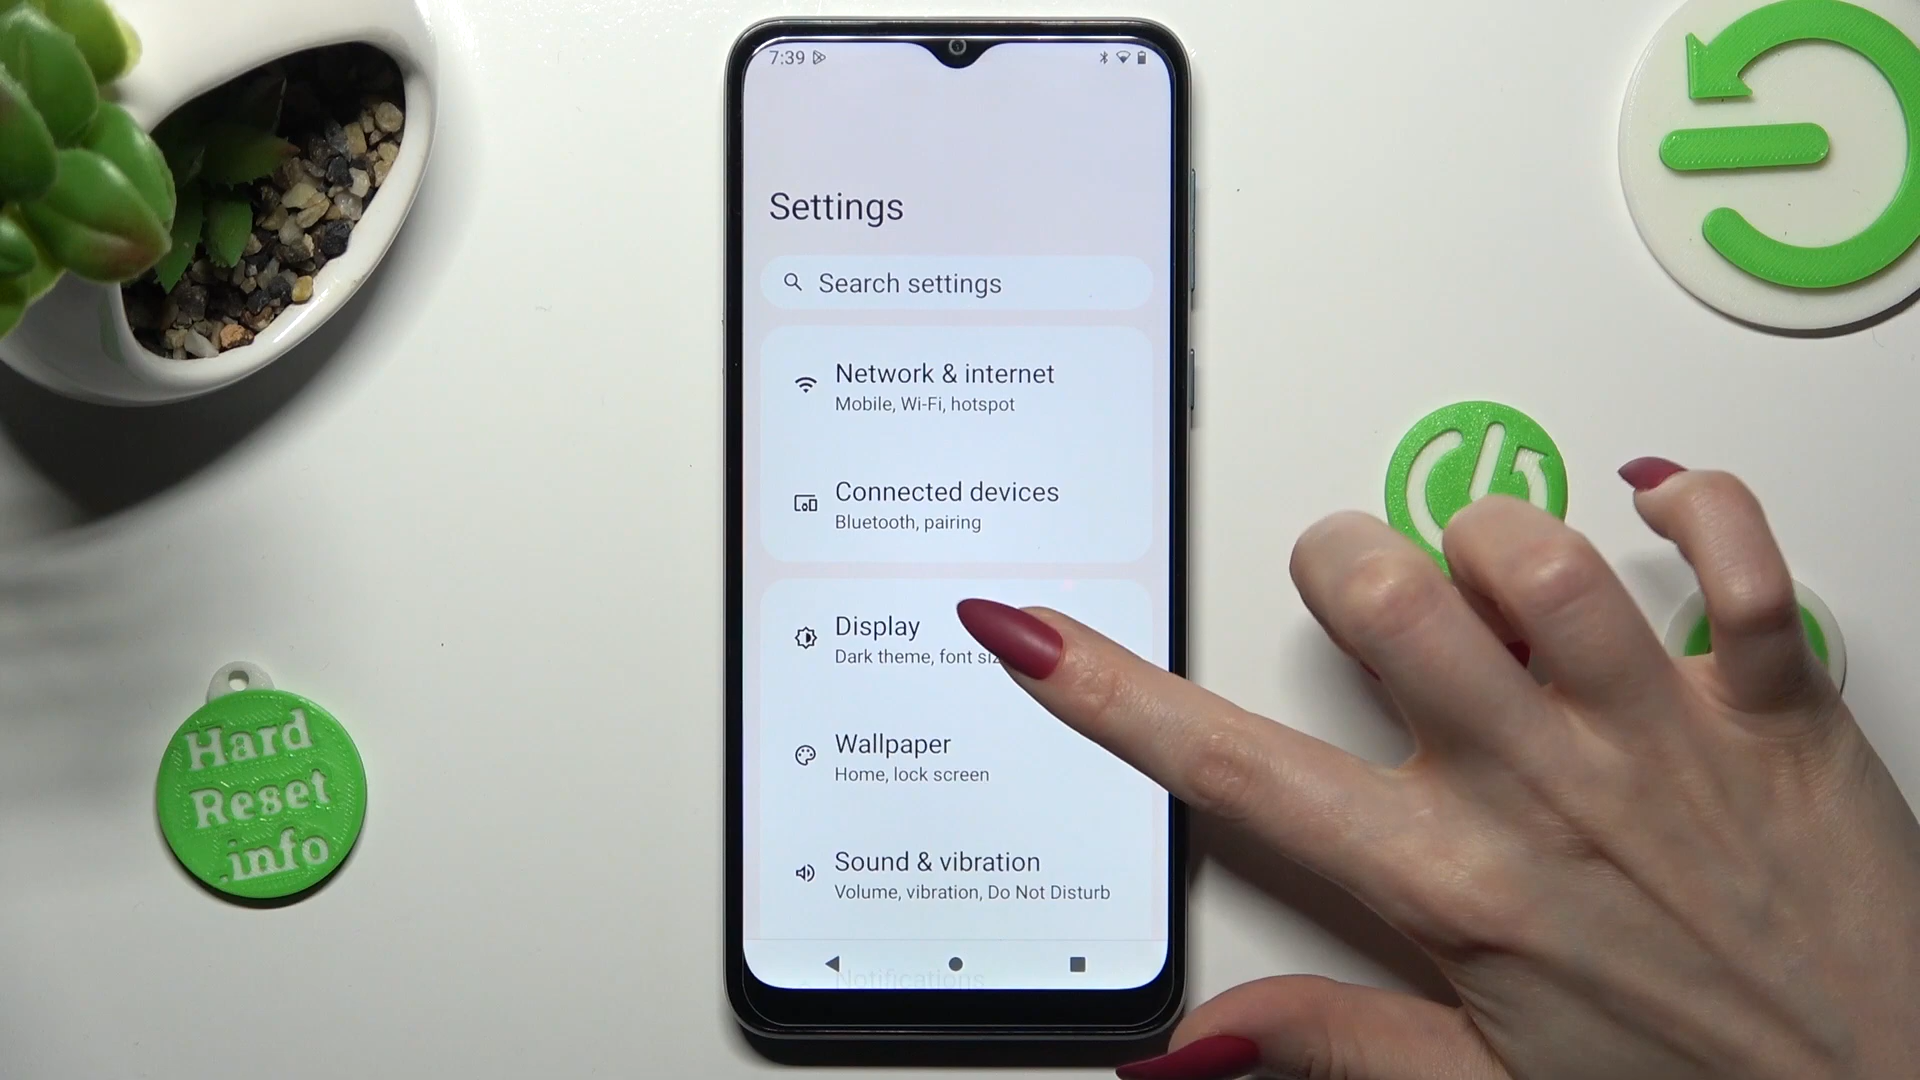 7:39
Settings
Search settings
Network & internet
Mobile, Wi-Fi, hotspot
Connected devices
Bluetooth, pairing
Display
Dark theme, font
Wallpaper
Home, lock screen
Sound & vibration
Volume, vibration, Do Not Disturb
Notifications
Hard
Reset
.info